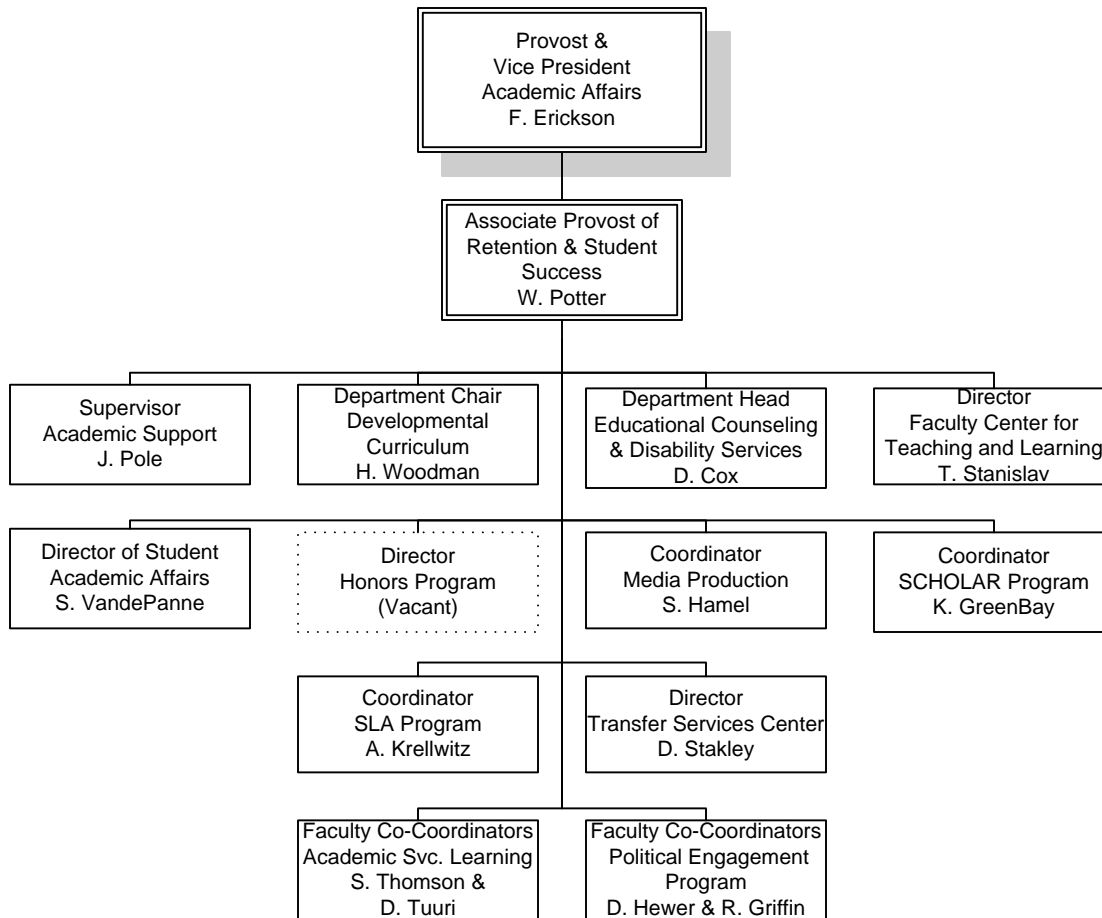 Provost &
Vice President
Academic Affairs
F. Erickson
Associate Provost of
Retention & Student
Success
W. Potter
Supervisor
Academic Support
J. Pole
Department Chair
Developmental
Curriculum
H. Woodman
Department Head
Educational Counseling
& Disability Services
D. Cox
Director
Faculty Center for
Teaching and Learning
T. Stanislav
Director of Student
Academic Affairs
S. VandePanne
Director
Honors Program
(Vacant)
Coordinator
Media Production
S. Hamel
Coordinator
SCHOLAR Program
K. GreenBay
Coordinator
SLA Program
A. Krellwitz
Director
Transfer Services Center
D. Stakley
Faculty Co-Coordinators
Academic Svc. Learning
S. Thomson &
D. Tuuri
Faculty Co-Coordinators
Political Engagement
Program
D. Hewer & R. Griffin